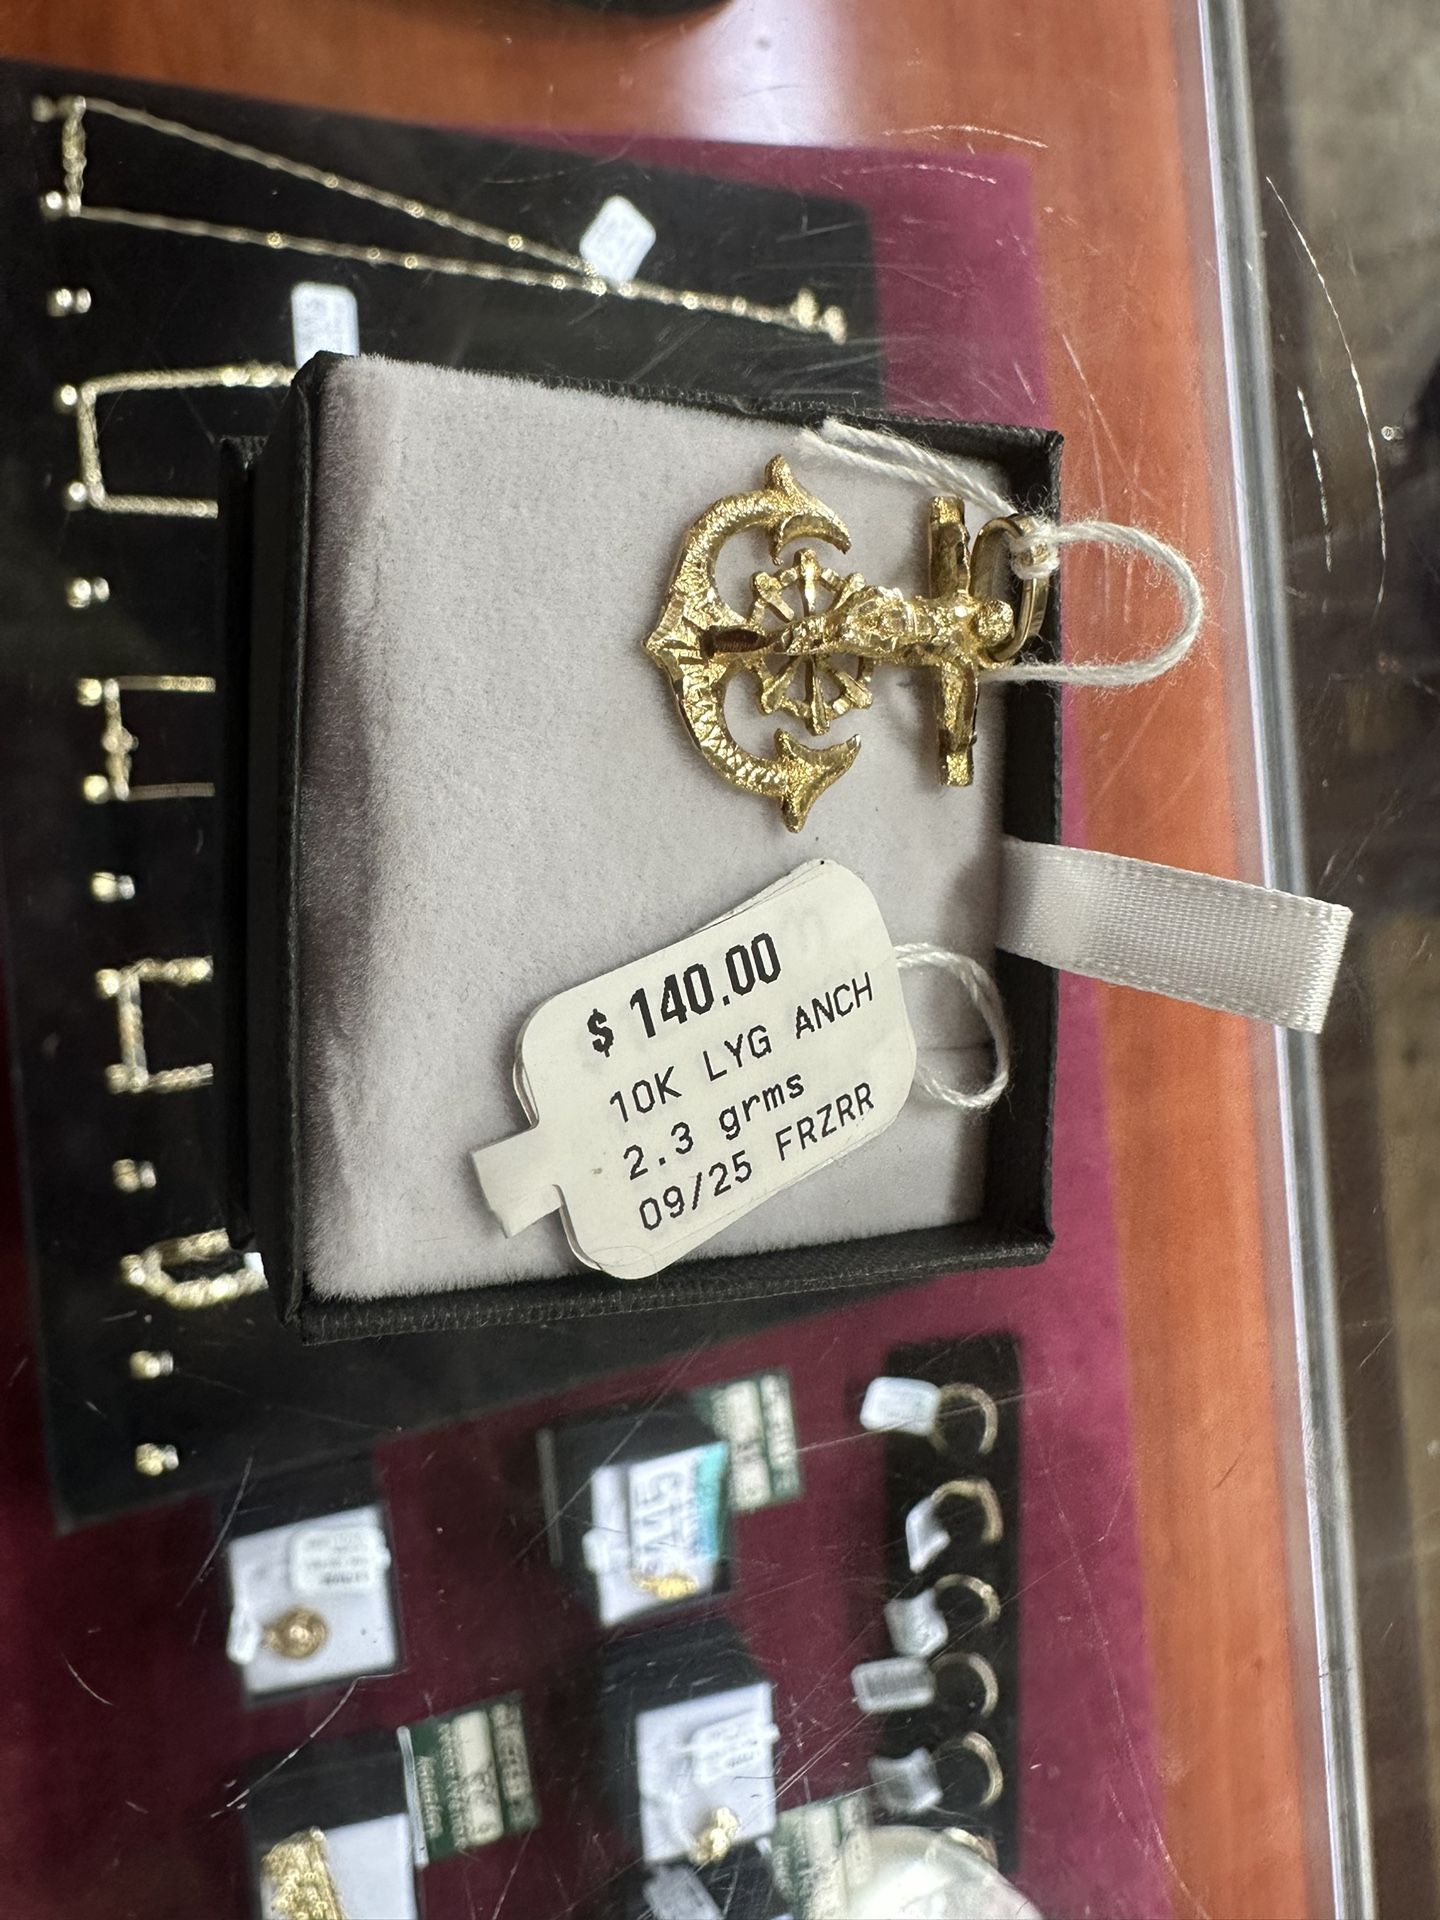 $ 140.00
10K LYG ANCH
2.3 grms
09/25 FRZRR